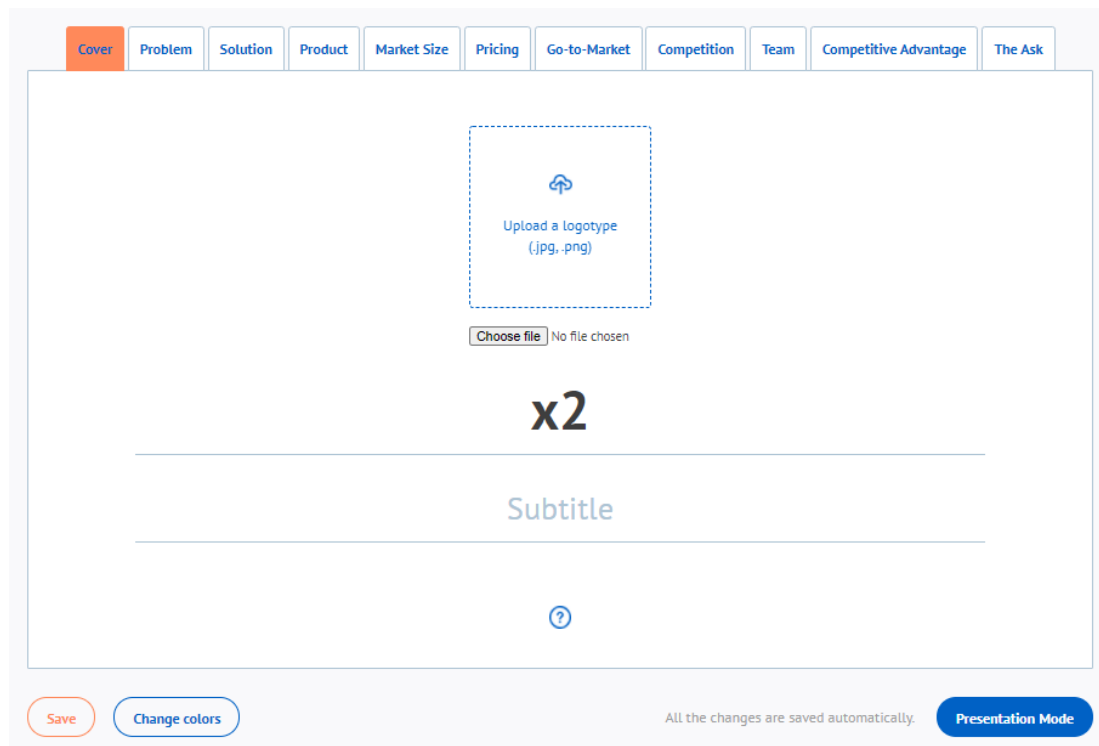 Cover Problem Solution Product Market Size Pricing Go-to-Market Competition Team Competitive Advantage The Ask
Upload a logotype
(.jpg, .png)
Choose file No file chosen
x2
Subtitle
?
Save Change colors All the changes are saved automatically. Presentation Mode